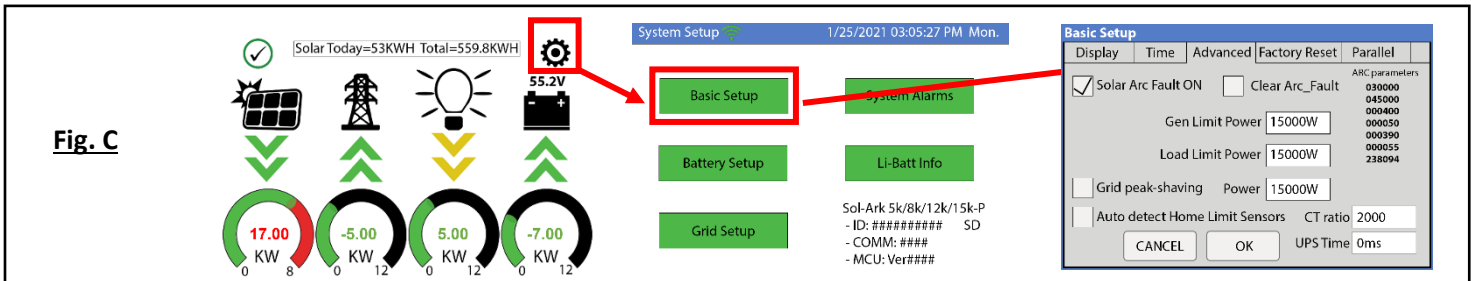 Fig. C
Solar Today=53KWH Total=559.8KWH
55.2V
17.00
KW
0 8
-5.00
KW
0 12
5.00
KW
0 12
-7.00
KW
0 12
System Setup 1/25/2021 03:05:27 PM Mon.
Basic Setup System Alarms
Battery Setup Li-Batt Info
Grid Setup
Sol-Ark 5k/8k/12k/15k-P
- ID: ########## SD
- COMM: ####
- MCU: Ver####
Basic Setup
Display Time Advanced Factory Reset Parallel
Solar Arc Fault ON Clear Arc_Fault
ARC parameters
030000
045000
000400
000050
000390
000055
238094
Gen Limit Power 15000W
Load Limit Power 15000W
Grid peak-shaving Power 15000W
Auto detect Home Limit Sensors CT ratio 2000
CANCEL OK UPS Time 0ms